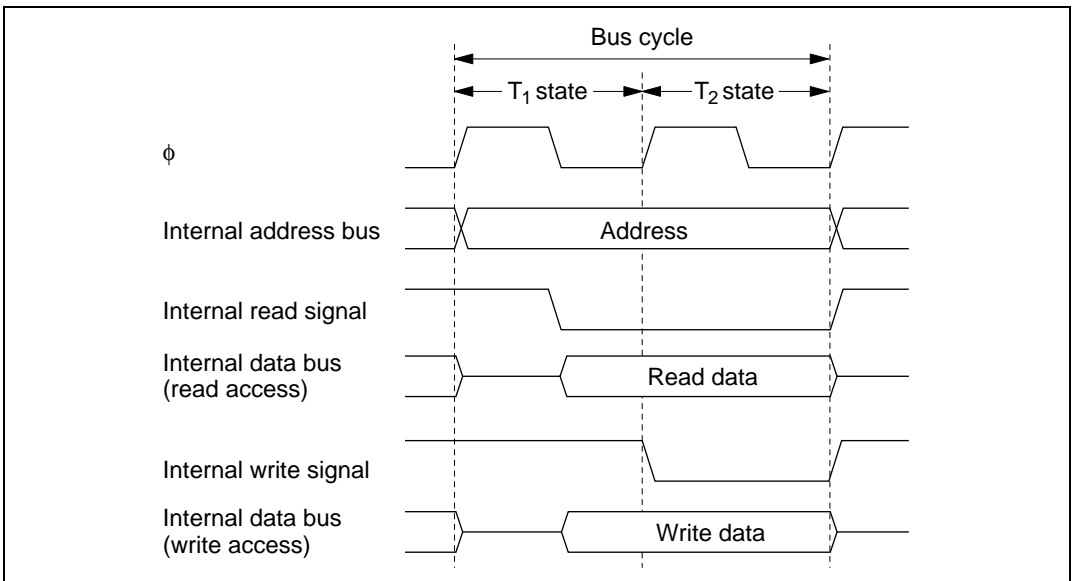 Bus cycle
T1 state
T2 state
ϕ
Internal address bus
Address
Internal read signal
Internal data bus
(read access)
Read data
Internal write signal
Internal data bus
(write access)
Write data